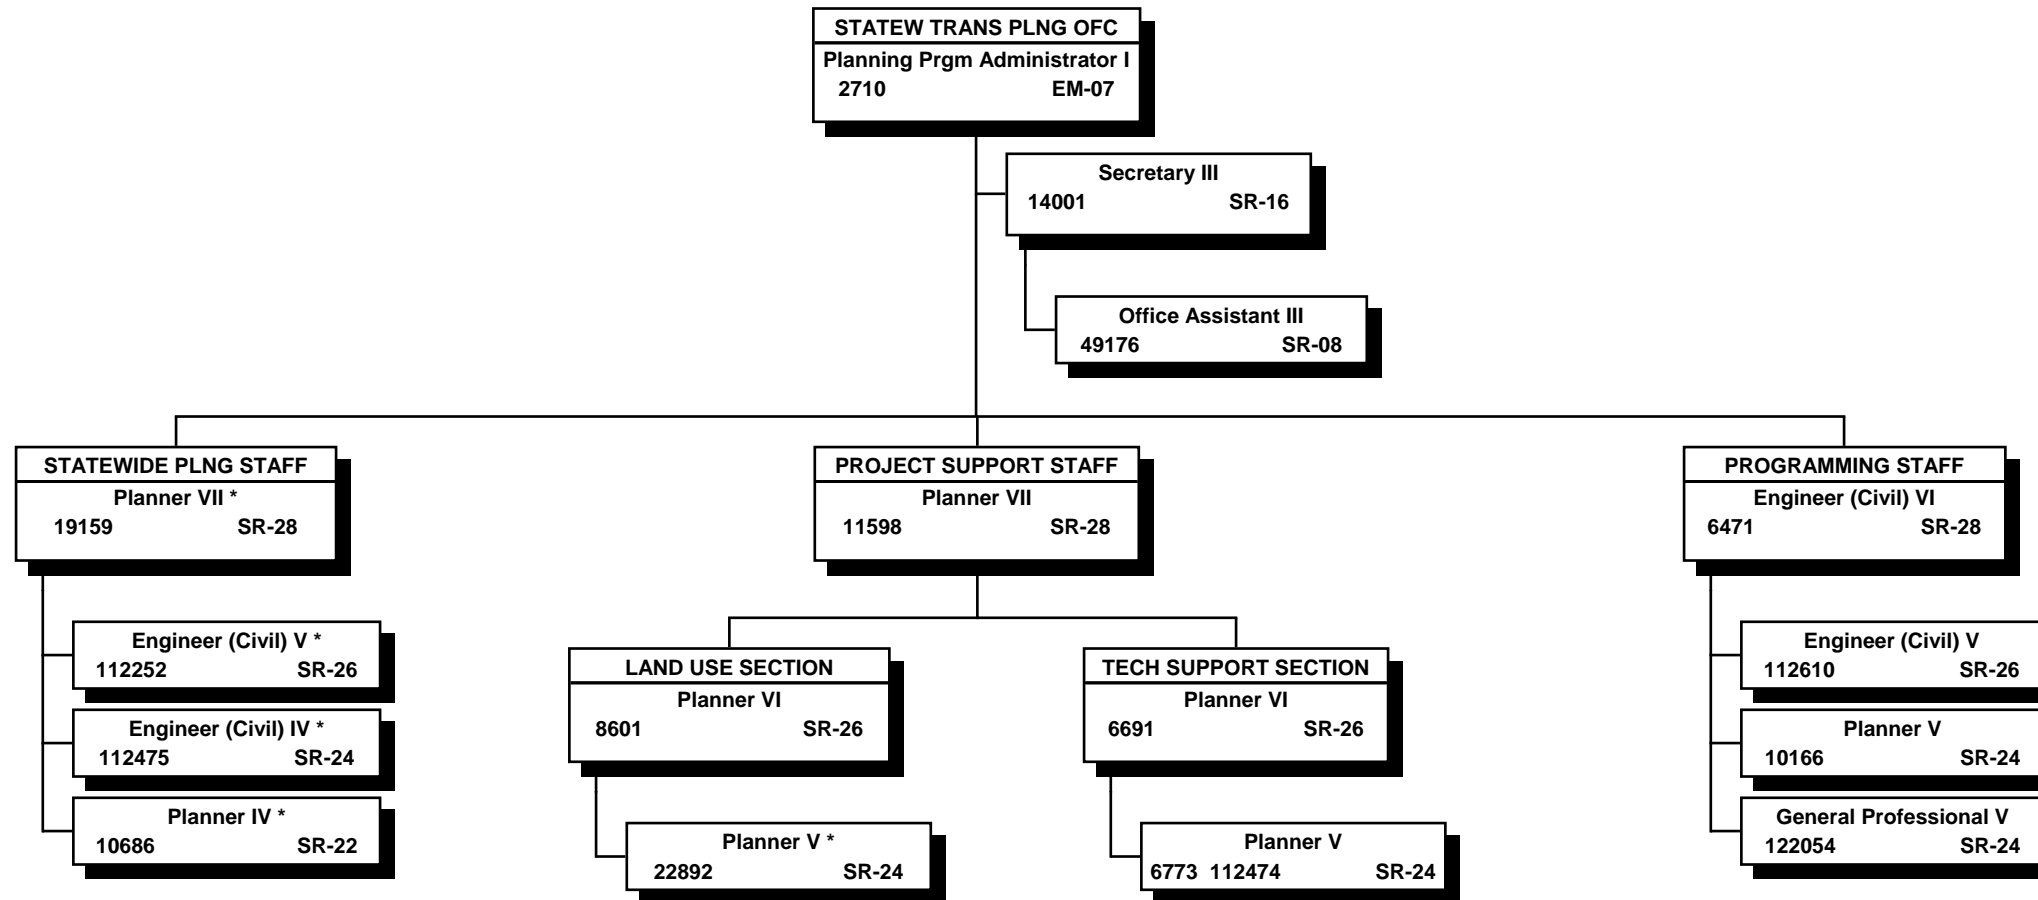 STATEW TRANS PLNG OFC
Planning Prgm Administrator I
2710 EM-07
Secretary III
14001 SR-16
Office Assistant III
49176 SR-08
STATEWIDE PLNG STAFF
Planner VII *
19159 SR-28
Engineer (Civil) V *
112252 SR-26
Engineer (Civil) IV *
112475 SR-24
Planner IV *
10686 SR-22
PROJECT SUPPORT STAFF
Planner VII
11598 SR-28
LAND USE SECTION
Planner VI
8601 SR-26
Planner V *
22892 SR-24
TECH SUPPORT SECTION
Planner VI
6691 SR-26
Planner V
6773 112474 SR-24
PROGRAMMING STAFF
Engineer (Civil) VI
6471 SR-28
Engineer (Civil) V
112610 SR-26
Planner V
10166 SR-24
General Professional V
122054 SR-24